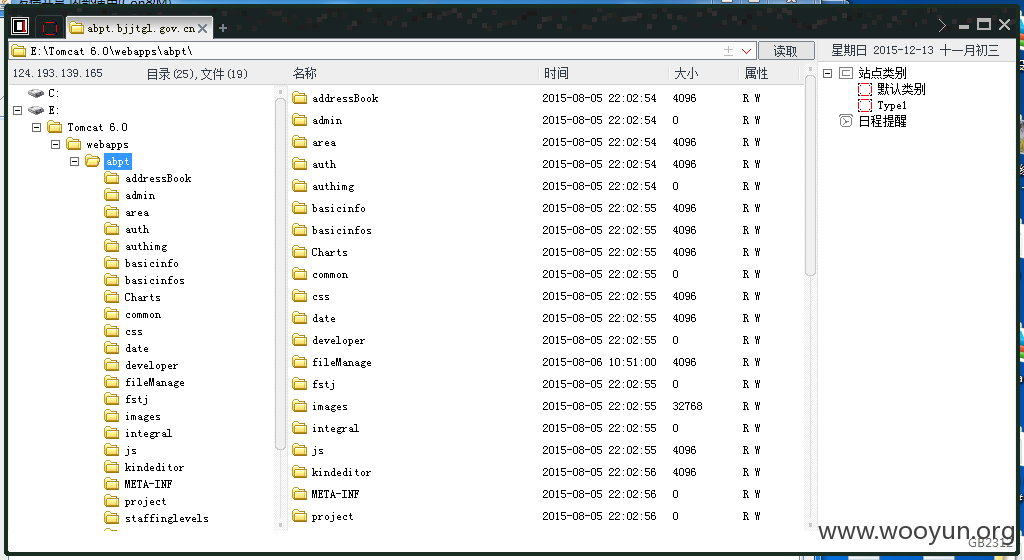 abpt.bjjtgl.gov.cn
E:\Tomcat 6.0\webapps\abpt\
读取
星期日 2015-12-13 十一月初三
124.193.139.165
目录(25),文件(19)
名称 时间 大小 属性
C:
E:
Tomcat 6.0
webapps
abpt
addressBook
admin
area
auth
authimg
basicinfo
basicinfos
Charts
common
css
date
developer
fileManage
fstj
images
integral
js
kindeditor
META-INF
project
staffinglevels
addressBook 2015-08-05 22:02:54 4096 R W
admin 2015-08-05 22:02:54 0 R W
area 2015-08-05 22:02:54 4096 R W
auth 2015-08-05 22:02:54 4096 R W
authimg 2015-08-05 22:02:54 0 R W
basicinfo 2015-08-05 22:02:55 4096 R W
basicinfos 2015-08-05 22:02:55 4096 R W
Charts 2015-08-05 22:02:55 4096 R W
common 2015-08-05 22:02:55 0 R W
css 2015-08-05 22:02:55 4096 R W
date 2015-08-05 22:02:55 4096 R W
developer 2015-08-05 22:02:55 0 R W
fileManage 2015-08-06 10:51:00 4096 R W
fstj 2015-08-05 22:02:55 0 R W
images 2015-08-05 22:02:55 32768 R W
integral 2015-08-05 22:02:55 0 R W
js 2015-08-05 22:02:55 4096 R W
kindeditor 2015-08-05 22:02:56 4096 R W
META-INF 2015-08-05 22:02:56 0 R W
project 2015-08-05 22:02:56 0 R W
站点类别
默认类别
Type1
日程提醒
www.wooyun.org
GB2312